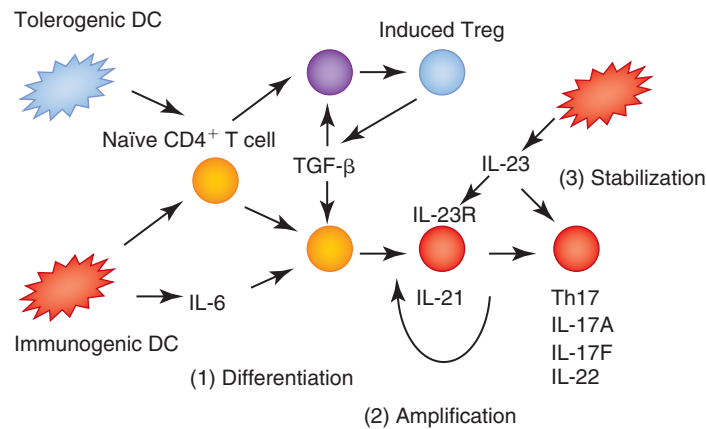 Tolerogenic DC
Induced Treg
Naïve CD4+ T cell
TGF-β
IL-23
(3) Stabilization
IL-23R
IL-6
IL-21
Th17
IL-17A
IL-17F
IL-22
Immunogenic DC
(1) Differentiation
(2) Amplification